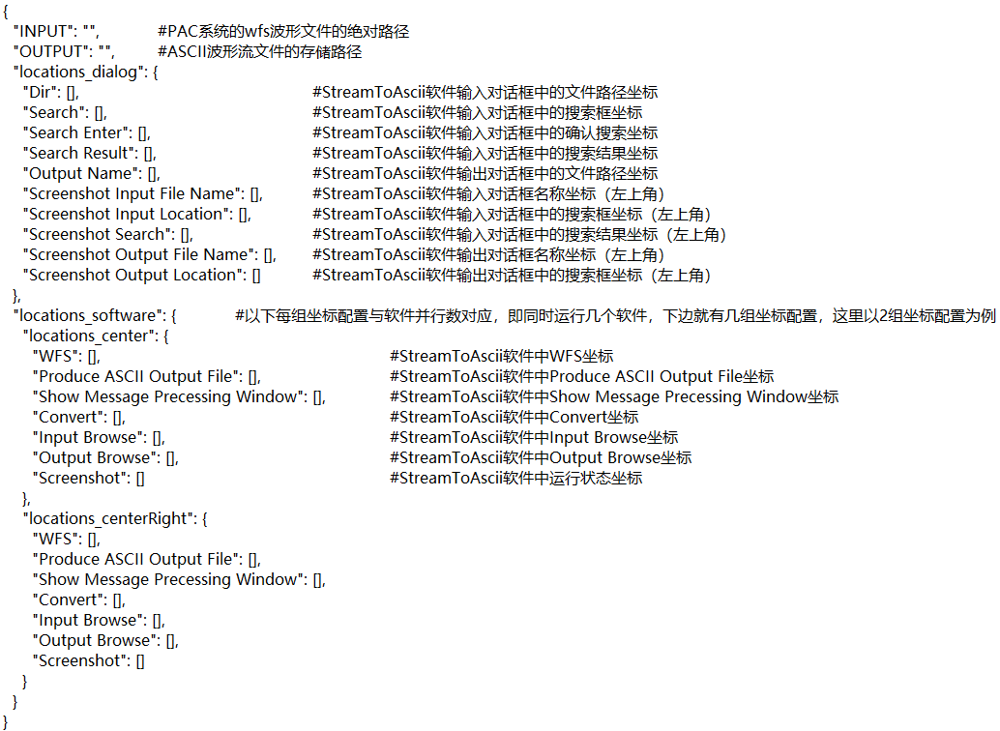 {
"INPUT": "", #PAC系统的wfs波形文件的绝对路径
"OUTPUT": "", #ASCII波形流文件的存储路径
"locations_dialog": {
"Dir": [], #StreamToAscii软件输入对话框中的文件路径坐标
"Search": [], #StreamToAscii软件输入对话框中的搜索框坐标
"Search Enter": [], #StreamToAscii软件输入对话框中的确认搜索坐标
"Search Result": [], #StreamToAscii软件输入对话框中的搜索结果坐标
"Output Name": [], #StreamToAscii软件输出对话框中的文件路径坐标
"Screenshot Input File Name": [], #StreamToAscii软件输入对话框名称坐标（左上角）
"Screenshot Input Location": [], #StreamToAscii软件输入对话框中的搜索框坐标（左上角）
"Screenshot Search": [], #StreamToAscii软件输入对话框中的搜索结果坐标（左上角）
"Screenshot Output File Name": [], #StreamToAscii软件输出对话框名称坐标（左上角）
"Screenshot Output Location": [] #StreamToAscii软件输出对话框中的搜索框坐标（左上角）
},
"locations_software": { #以下每组坐标配置与软件并行数对应，即同时运行几个软件，下边就有几组坐标配置，这里以2组坐标配置为例
"locations_center": {
"WFS": [], #StreamToAscii软件中WFS坐标
"Produce ASCII Output File": [], #StreamToAscii软件中Produce ASCII Output File坐标
"Show Message Precessing Window": [], #StreamToAscii软件中Show Message Precessing Window坐标
"Convert": [], #StreamToAscii软件中Convert坐标
"Input Browse": [], #StreamToAscii软件中Input Browse坐标
"Output Browse": [], #StreamToAscii软件中Output Browse坐标
"Screenshot": [] #StreamToAscii软件中运行状态坐标
},
"locations_centerRight": {
"WFS": [],
"Produce ASCII Output File": [],
"Show Message Precessing Window": [],
"Convert": [],
"Input Browse": [],
"Output Browse": [],
"Screenshot": []
}
}
}